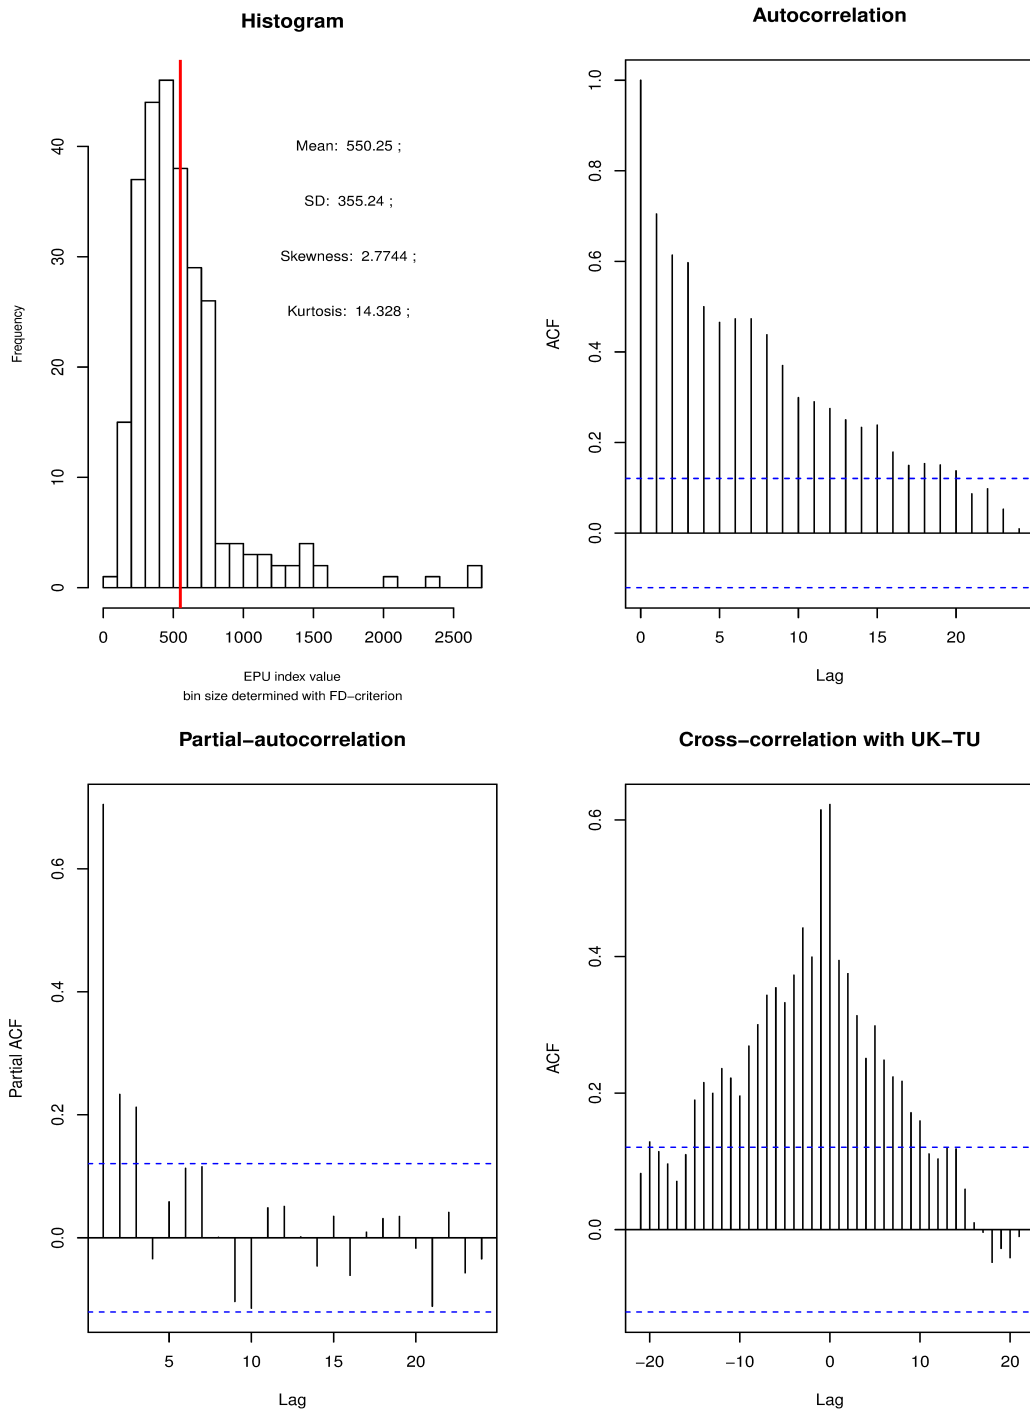 Histogram
Frequency
0
10
20
30
40
Mean: 550.25 ;
SD: 355.24 ;
Skewness: 2.7744 ;
Kurtosis: 14.328 ;
0 500 1000 1500 2000 2500
EPU index value
bin size determined with FD−criterion
Autocorrelation
ACF
0.0
0.2
0.4
0.6
0.8
1.0
0 5 10 15 20
Lag
Partial−autocorrelation
Partial ACF
0.0
0.2
0.4
0.6
5 10 15 20
Lag
Cross−correlation with UK−TU
ACF
0.0
0.2
0.4
0.6
−20 −10 0 10 20
Lag